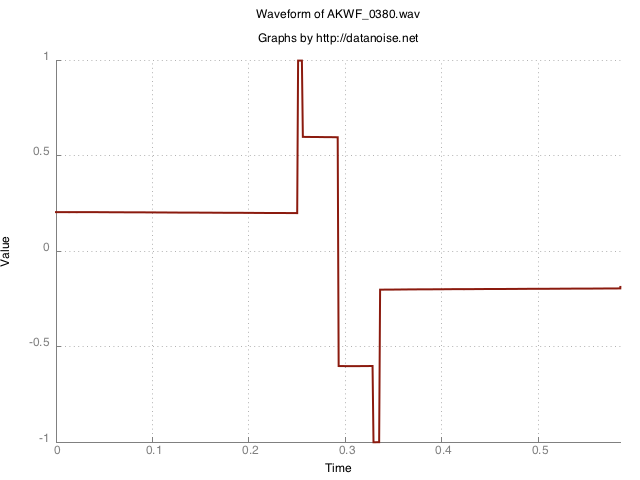 Waveform of AKWF_0380.wav
Graphs by http://datanoise.net
1
0.5
0
-0.5
-1
Value
0 0.1 0.2 0.3 0.4 0.5
Time